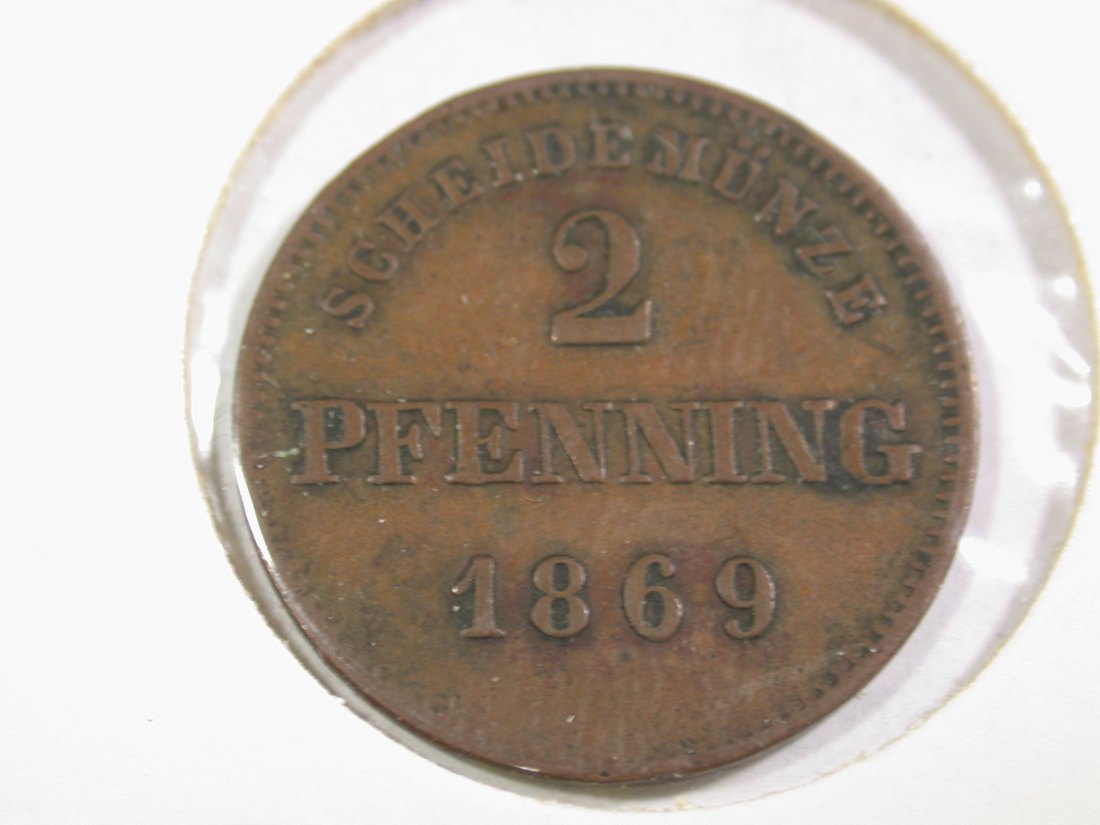 SCHEIDEMÜNZE
2
PFENNING
1869